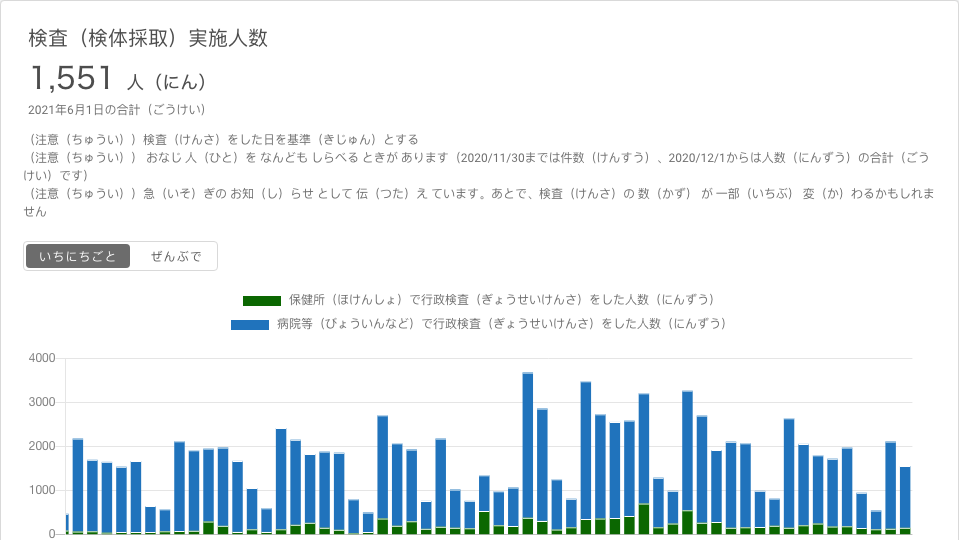 検査（検体採取）実施人数
1,551 人（にん）
2021年6月1日の合計（ごうけい）
（注意（ちゅうい））検査（けんさ）をした日を基準（きじゅん）とする
（注意（ちゅうい）） おなじ 人（ひと）を なんども しらべる ときが あります（2020/11/30までは件数（けんすう）、2020/12/1からは人数（にんずう）の合計（ごう
けい）です）
（注意（ちゅうい））急（いそ）ぎの お知（し）らせ として 伝（つた）え ています。あとで、検査（けんさ）の 数（かず） が 一部（いちぶ） 変（か）わるかもしれま
せん
いちにちごと ぜんぶで
保健所（ほけんしょ）で行政検査（ぎょうせいけんさ）をした人数（にんずう）
病院等（びょういんなど）で行政検査（ぎょうせいけんさ）をした人数（にんずう）
4000
3000
2000
1000
0